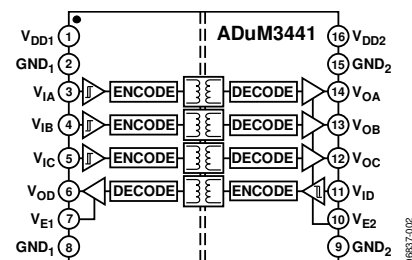 ADuM3441
VDD1 1 16 VDD2
GND1 2 15 GND2
VIA 3 ENCODE DECODE 14 VOA
VIB 4 ENCODE DECODE 13 VOB
VIC 5 ENCODE DECODE 12 VOC
VOD 6 DECODE ENCODE 11 VID
VE1 7 10 VE2
GND1 8 9 GND2
06837-002